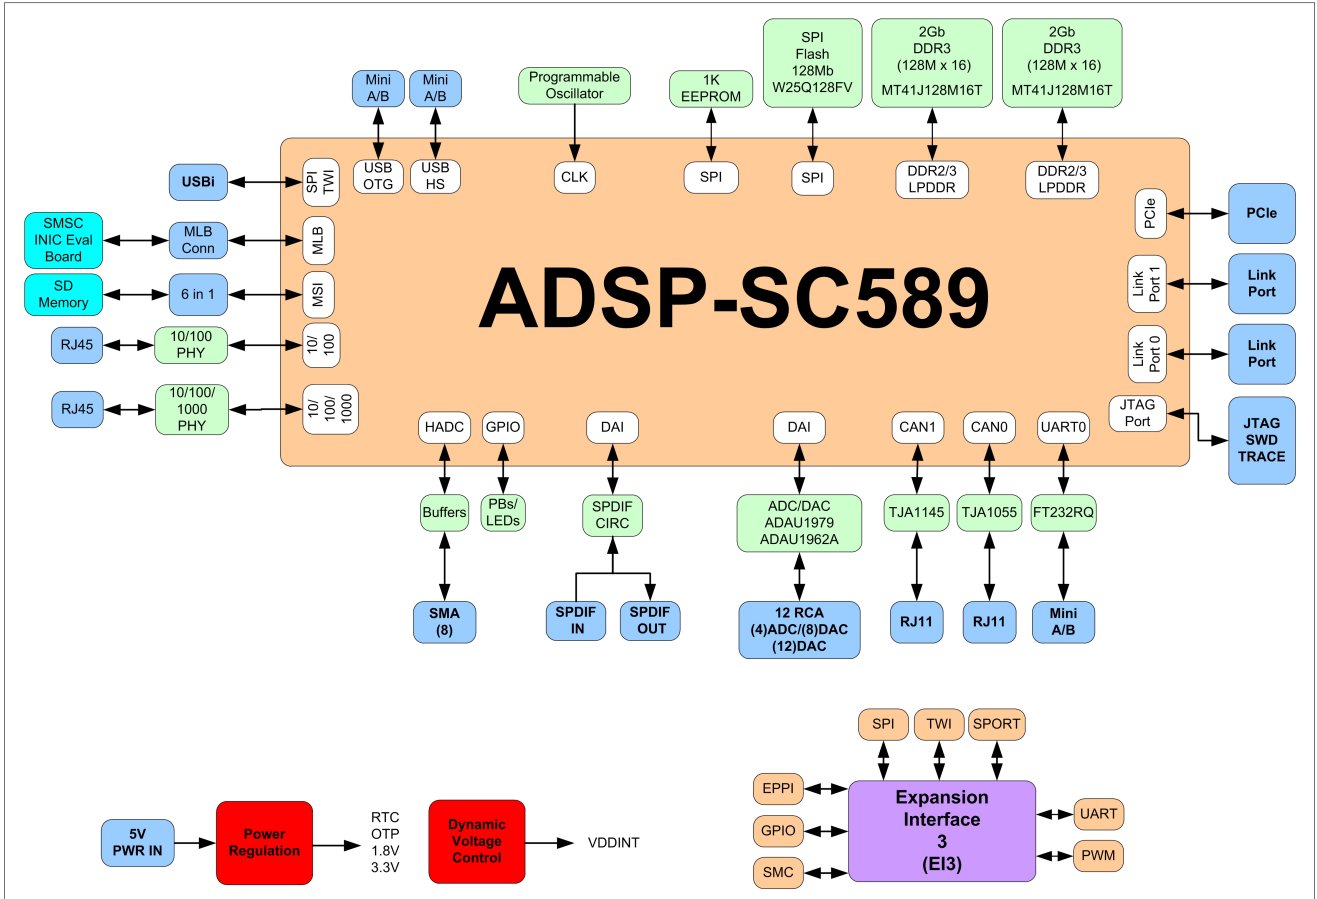 Mini
A/B
Mini
A/B
Programmable
Oscillator
1K
EEPROM
SPI
Flash
128Mb
W25Q128FV
2Gb
DDR3
(128M x 16)
MT41J128M16T
2Gb
DDR3
(128M x 16)
MT41J128M16T
USB
OTG
USB
HS
CLK
SPI
SPI
DDR2/3
LPDDR
DDR2/3
LPDDR
USBi
SPI
TWI
SMSC
INIC Eval
Board
MLB
Conn
MLB
SD
Memory
6 in 1
MSI
RJ45
10/100
PHY
10/
100
RJ45
10/100/
1000
PHY
10/
100/
1000
ADSP-SC589
PCIe
PCIe
Link
Port 1
Link
Port
Link
Port 0
Link
Port
JTAG
Port
JTAG
SWD
TRACE
HADC
GPIO
DAI
DAI
CAN1
CAN0
UART0
Buffers
PBs/
LEDs
SPDIF
CIRC
ADC/DAC
ADAU1979
ADAU1962A
TJA1145
TJA1055
FT232RQ
SMA
(8)
SPDIF
IN
SPDIF
OUT
12 RCA
(4)ADC/(8)DAC
(12)DAC
RJ11
RJ11
Mini
A/B
5V
PWR IN
Power
Regulation
RTC
OTP
1.8V
3.3V
Dynamic
Voltage
Control
VDDINT
SPI
TWI
SPORT
EPPI
GPIO
SMC
Expansion
Interface
3
(EI3)
UART
PWM